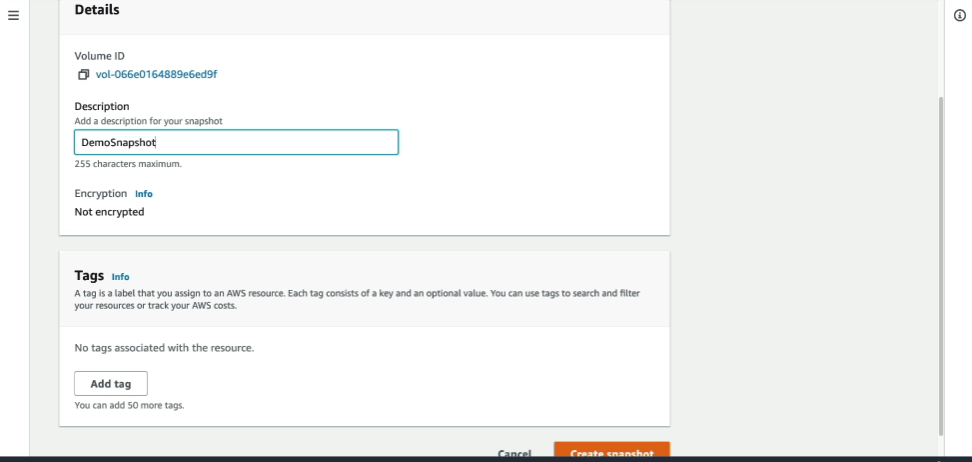 Details
Volume ID
vol-066e0164889e6ed9f
Description
Add a description for your snapshot
DemoSnapshot
255 characters maximum.
Encryption Info
Not encrypted
Tags Info
A tag is a label that you assign to an AWS resource. Each tag consists of a key and an optional value. You can use tags to search and filter
your resources or track your AWS costs.
No tags associated with the resource.
Add tag
You can add 50 more tags.
Cancel Create snapshot